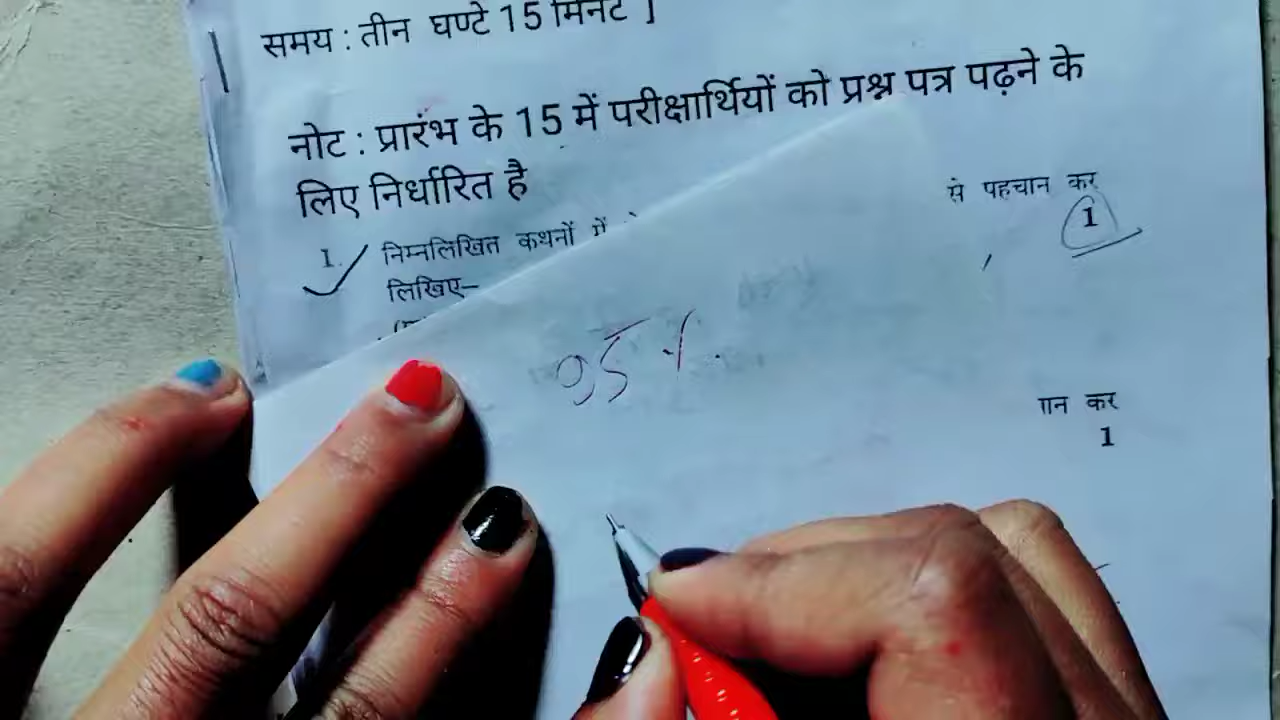 समय : तीन घण्टे 15 मिनट ]
नोट : प्रारंभ के 15 में परीक्षार्थियों को प्रश्न पत्र पढ़ने के
लिए निर्धारित है
1. निम्नलिखित कथनों में
से पहचान कर
लिखिए–
1
95 %
कर
1